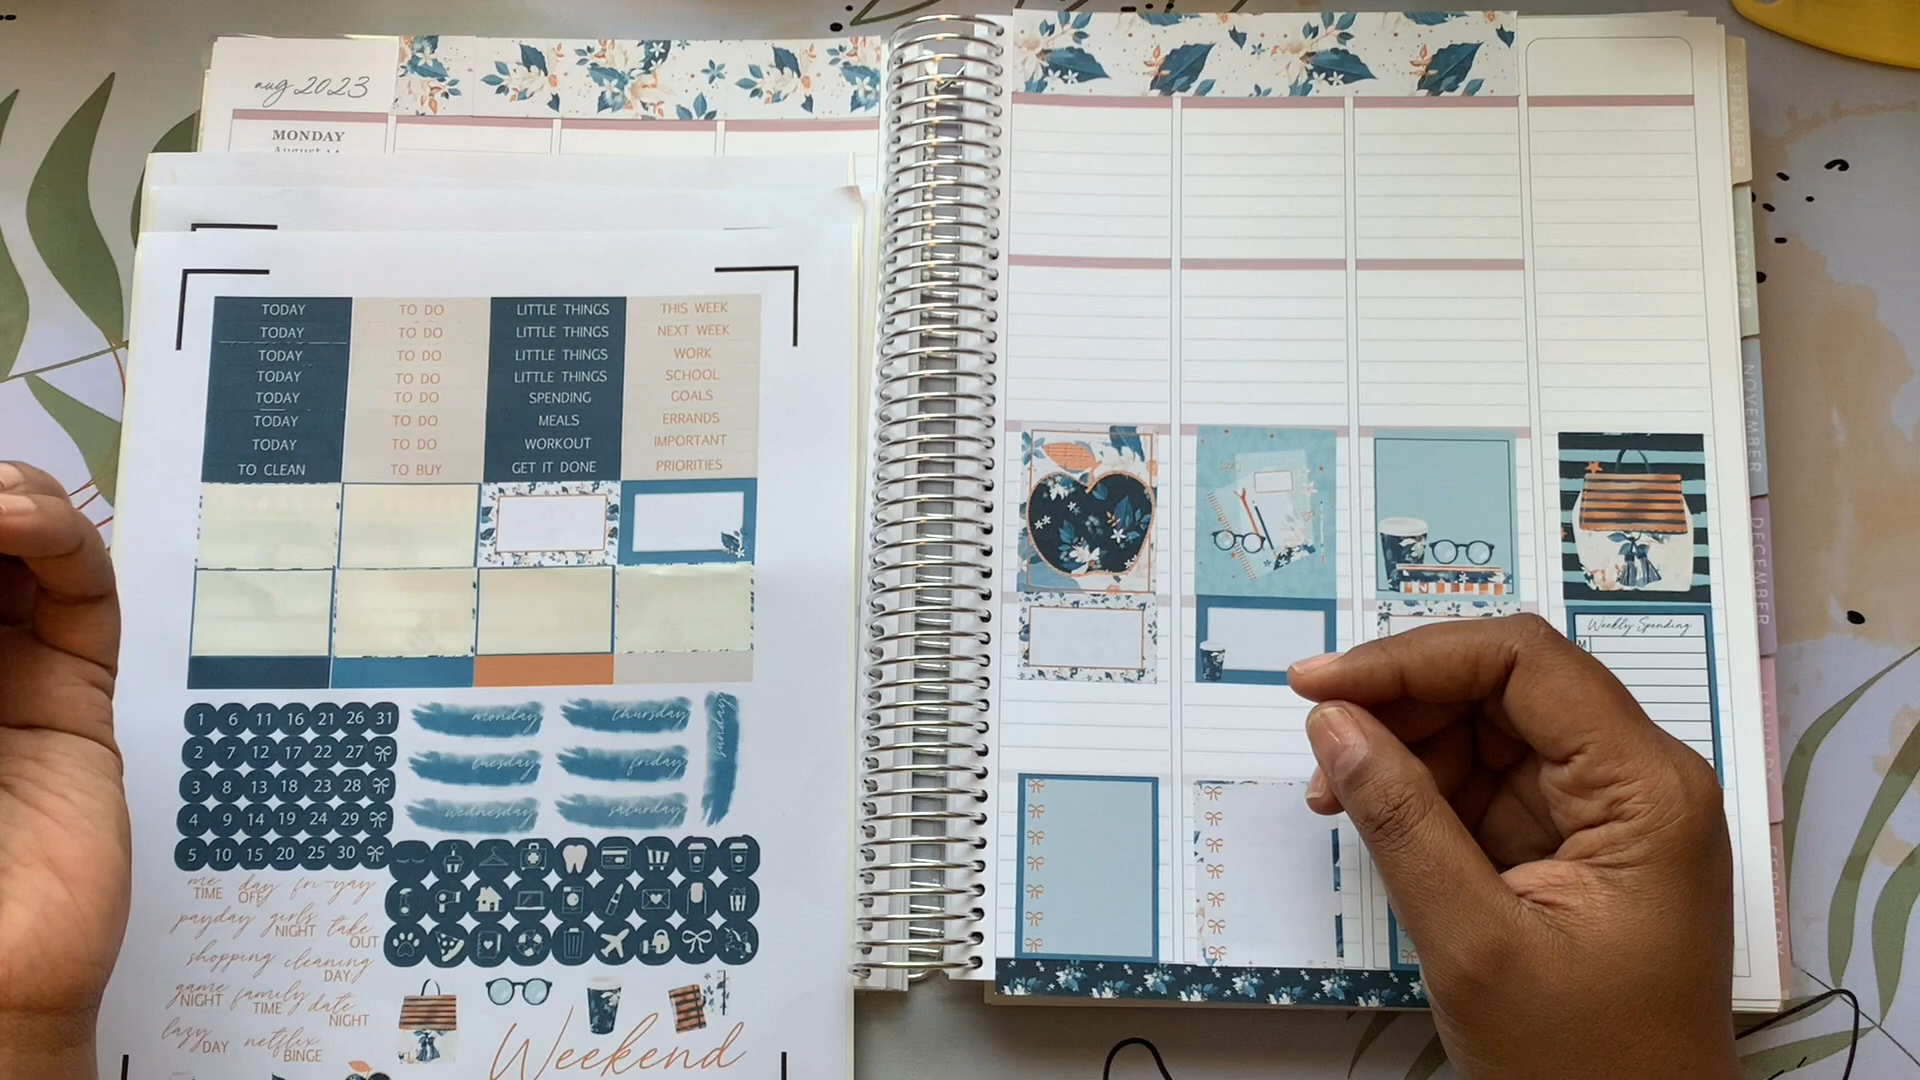 aug 2023
MONDAY
August 14
TODAY TO DO LITTLE THINGS THIS WEEK
TODAY TO DO LITTLE THINGS NEXT WEEK
TODAY TO DO LITTLE THINGS WORK
TODAY TO DO LITTLE THINGS SCHOOL
TODAY TO DO SPENDING GOALS
TODAY TO DO MEALS ERRANDS
TODAY TO DO WORKOUT IMPORTANT
TO CLEAN TO BUY GET IT DONE PRIORITIES
1 6 11 16 21 26 31
2 7 12 17 22 27
3 8 13 18 23 28
4 9 14 19 24 29
5 10 15 20 25 30
monday thursday sunday
tuesday friday
wednesday saturday
me TIME day OFF fri-yay
payday girls NIGHT take OUT
shopping cleaning DAY
game NIGHT family TIME date NIGHT
lazy DAY netflix BINGE
Weekend
Weekly Spending
M
SEPTEMBER
OCTOBER
NOVEMBER
DECEMBER
JANUARY
FEBRUARY